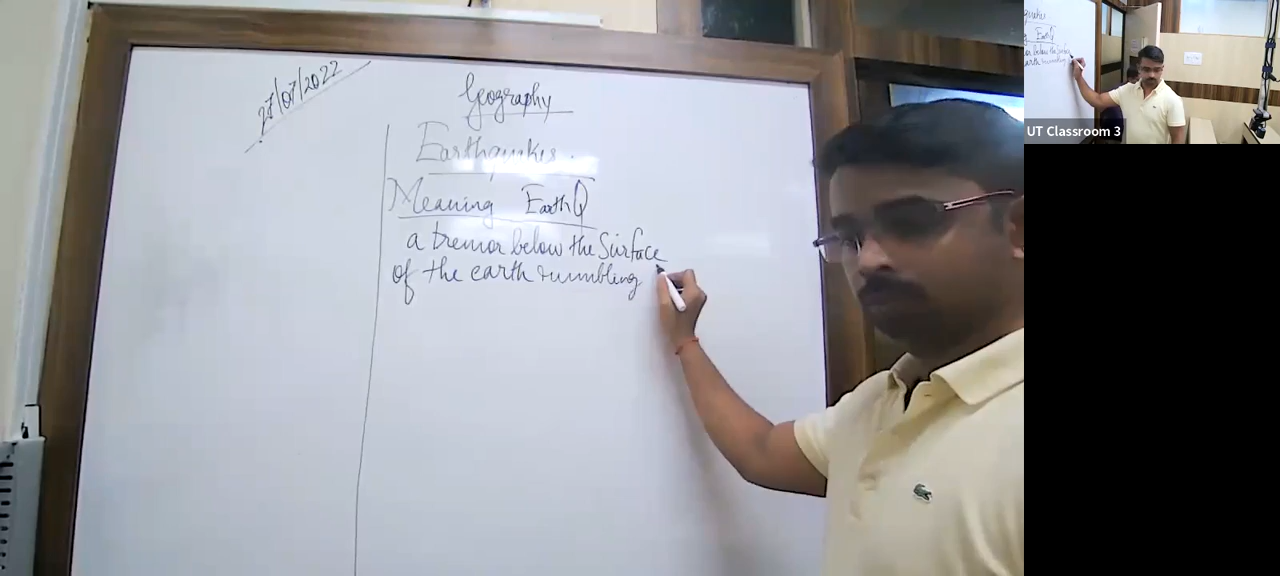 27/07/2022
Geography
Earthquakes.
Meaning EarthQ
a tremor below the Surface
of the earth rumbling
UT Classroom 3